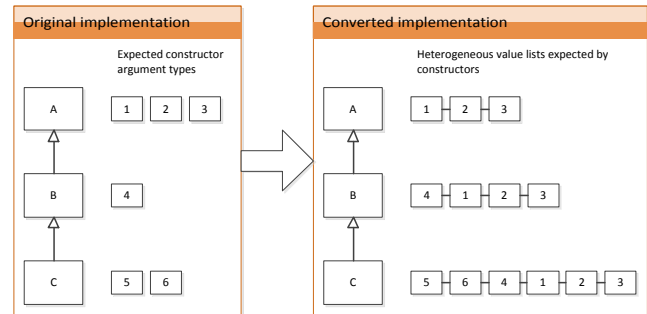 Original implementation
Expected constructor
argument types
A
1 2 3
B
4
C
5 6
Converted implementation
Heterogeneous value lists expected by
constructors
A
1 2 3
B
4 1 2 3
C
5 6 4 1 2 3